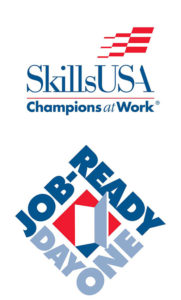 SkillsUSA
Champions at Work®
JOB-READY
DAY ONE